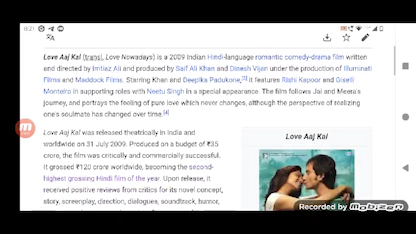 8:21
Love Aaj Kal (transl. Love Nowadays) is a 2009 Indian Hindi-language romantic comedy-drama film written
and directed by Imtiaz Ali and produced by Saif Ali Khan and Dinesh Vijan under the production of Illuminati
Films and Maddock Films. Starring Khan and Deepika Padukone,[3] it features Rishi Kapoor and Giselli
Monteiro in supporting roles with Neetu Singh in a special appearance. The film follows Jai and Meera's
journey, and portrays the feeling of pure love which never changes, although the perspective of realizing
one's soulmate has changed over time.[4]
Love Aaj Kal was released theatrically in India and
worldwide on 31 July 2009. Produced on a budget of ₹35
crore, the film was critically and commercially successful.
It grossed ₹120 crore worldwide, becoming the second-
highest grossing Hindi film of the year. Upon release, it
received positive reviews from critics for its novel concept,
story, screenplay, direction, dialogues, soundtrack, humor,
Love Aaj Kal
Recorded by Mobizen